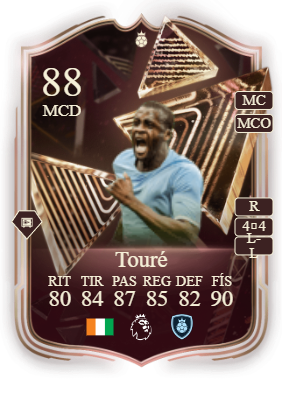 88
MCD
MC
MCO
R
4▯4
L-
L
Touré
RIT TIR PAS REG DEF FÍS
80 84 87 85 82 90